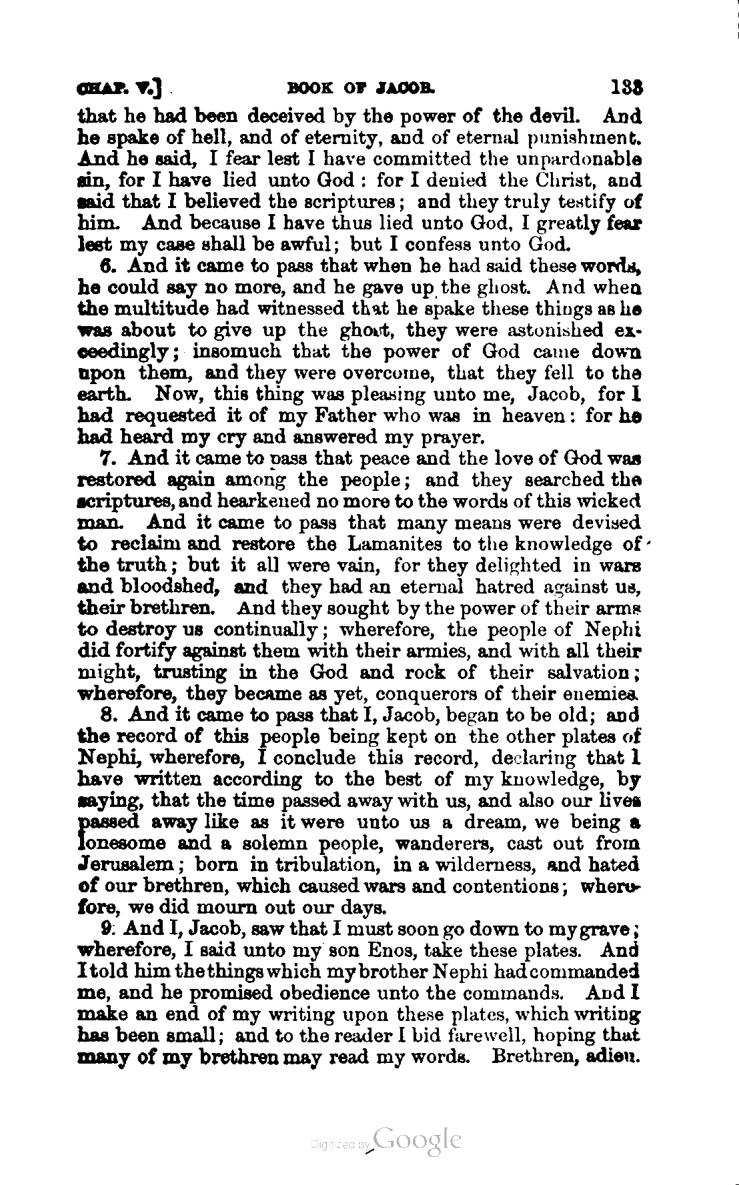 CHAP. V.] BOOK OF JACOB. 133
that he had been deceived by the power of the devil. And
he spake of hell, and of eternity, and of eternal punishment.
And he said, I fear lest I have committed the unpardonable
sin, for I have lied unto God: for I denied the Christ, and
said that I believed the scriptures; and they truly testify of
him. And because I have thus lied unto God, I greatly fear
lest my case shall be awful; but I confess unto God.
6. And it came to pass that when he had said these words,
he could say no more, and he gave up the ghost. And when
the multitude had witnessed that he spake these things as he
was about to give up the ghost, they were astonished ex-
ceedingly; insomuch that the power of God came down
upon them, and they were overcome, that they fell to the
earth. Now, this thing was pleasing unto me, Jacob, for I
had requested it of my Father who was in heaven: for he
had heard my cry and answered my prayer.
7. And it came to pass that peace and the love of God was
restored again among the people; and they searched the
scriptures, and hearkened no more to the words of this wicked
man. And it came to pass that many means were devised
to reclaim and restore the Lamanites to the knowledge of
the truth; but it all were vain, for they delighted in wars
and bloodshed, and they had an eternal hatred against us,
their brethren. And they sought by the power of their arms
to destroy us continually; wherefore, the people of Nephi
did fortify against them with their armies, and with all their
might, trusting in the God and rock of their salvation;
wherefore, they became as yet, conquerors of their enemies.
8. And it came to pass that I, Jacob, began to be old; and
the record of this people being kept on the other plates of
Nephi, wherefore, I conclude this record, declaring that I
have written according to the best of my knowledge, by
saying, that the time passed away with us, and also our lives
passed away like as it were unto us a dream, we being a
lonesome and a solemn people, wanderers, cast out from
Jerusalem; born in tribulation, in a wilderness, and hated
of our brethren, which caused wars and contentions; where-
fore, we did mourn out our days.
9. And I, Jacob, saw that I must soon go down to my grave;
wherefore, I said unto my son Enos, take these plates. And
I told him the things which my brother Nephi had commanded
me, and he promised obedience unto the commands. And I
make an end of my writing upon these plates, which writing
has been small; and to the reader I bid farewell, hoping that
many of my brethren may read my words. Brethren, adieu.
Digitized by Google